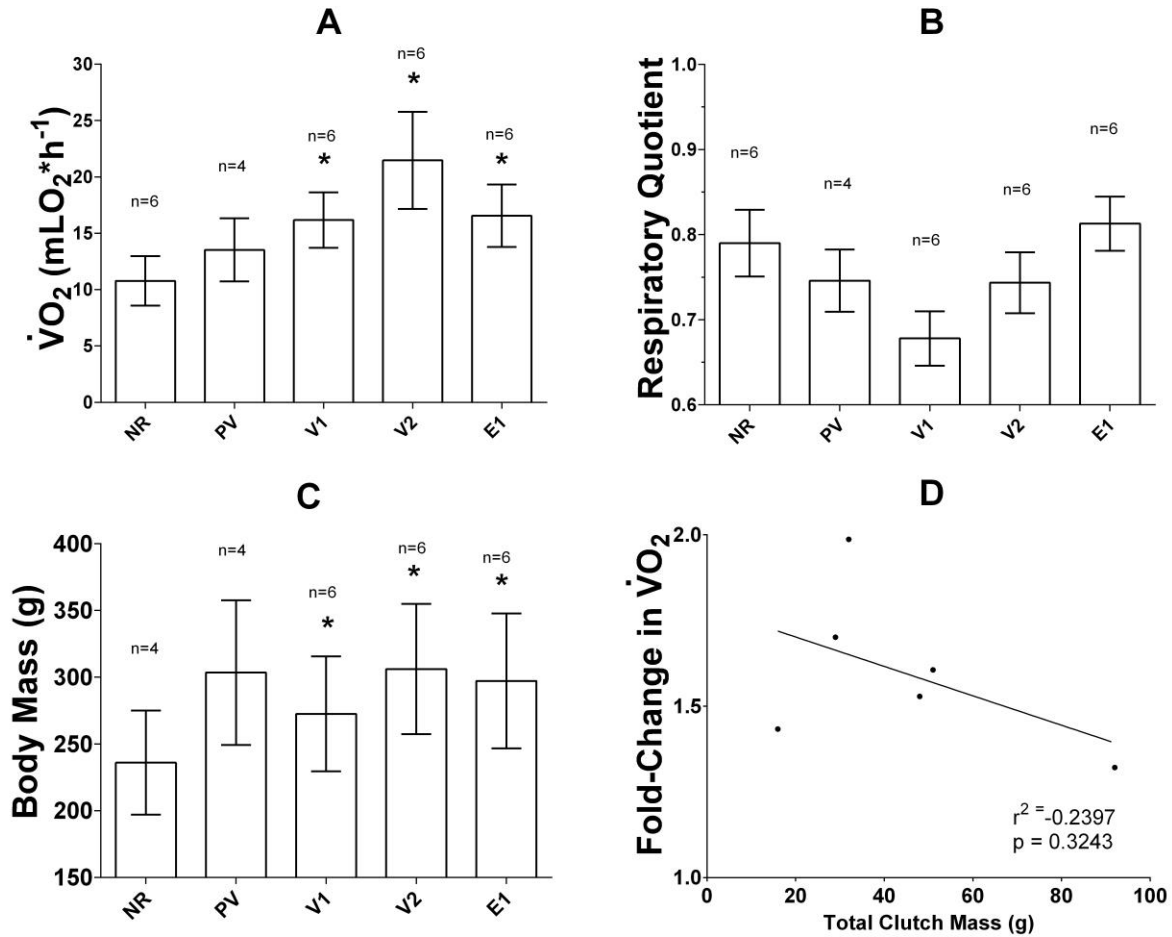 A
V̇O₂ (mLO₂*h⁻¹)
30
25
20
15
10
5
0
n=6
n=4
n=6
*
n=6
*
n=6
*
NR
PV
V1
V2
E1
B
Respiratory Quotient
1.0
0.9
0.8
0.7
0.6
n=6
n=4
n=6
n=6
n=6
NR
PV
V1
V2
E1
C
Body Mass (g)
400
350
300
250
200
150
n=4
n=4
n=6
*
n=6
*
n=6
*
NR
PV
V1
V2
E1
D
Fold-Change in V̇O₂
2.0
1.5
1.0
r² =-0.2397
p = 0.3243
0
20
40
60
80
100
Total Clutch Mass (g)